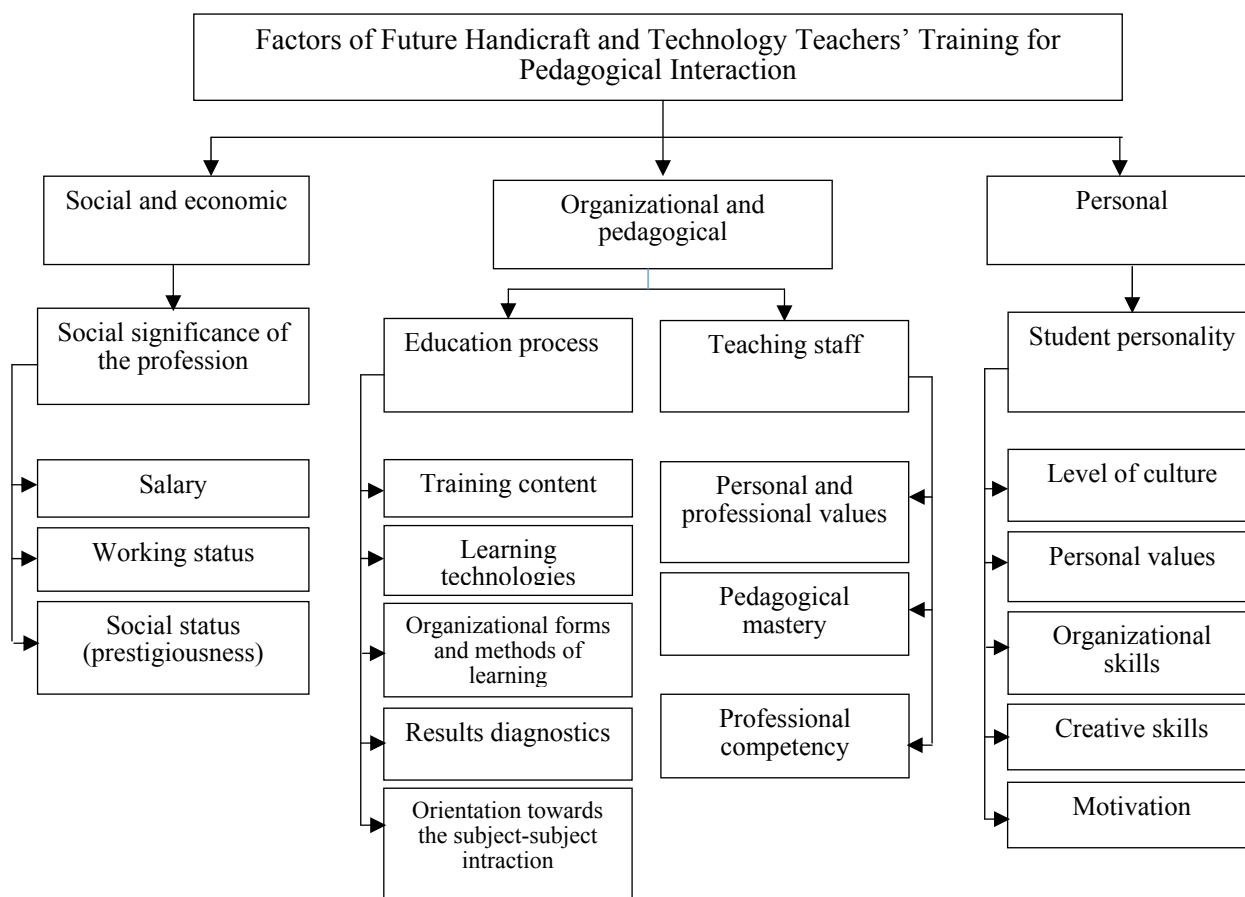 Factors of Future Handicraft and Technology Teachers’ Training for
Pedagogical Interaction
Social and economic
Organizational and
pedagogical
Personal
Social significance of
the profession
Education process
Teaching staff
Student personality
Salary
Working status
Social status
(prestigiousness)
Training content
Learning
technologies
Organizational forms
and methods of
learning
Results diagnostics
Orientation towards
the subject-subject
intraction
Personal and
professional values
Pedagogical
mastery
Professional
competency
Level of culture
Personal values
Organizational
skills
Creative skills
Motivation